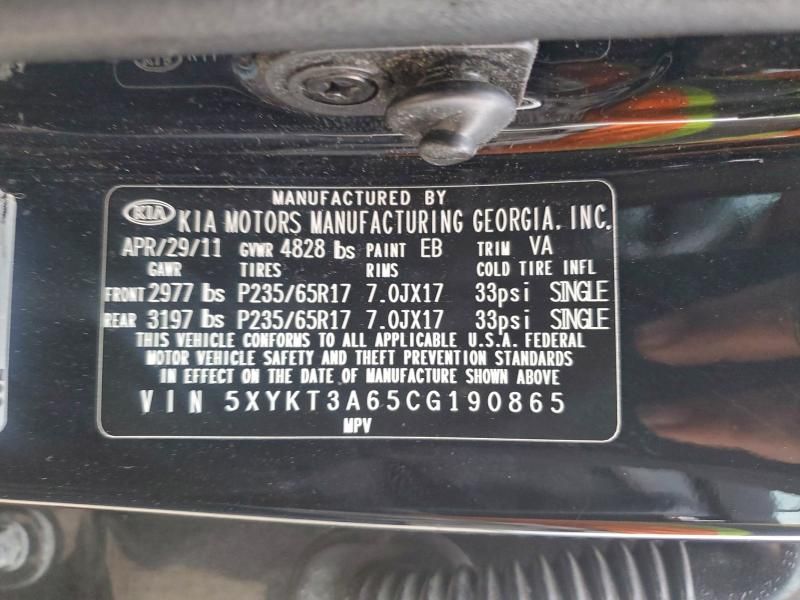 MANUFACTURED BY
KIA KIA MOTORS MANUFACTURING GEORGIA, INC.
APR/29/11 GVWR 4828 lbs PAINT EB TRIM VA
GAWR TIRES RIMS COLD TIRE INFL
FRONT 2977 lbs P235/65R17 7.0JX17 33psi SINGLE
REAR 3197 lbs P235/65R17 7.0JX17 33psi SINGLE
THIS VEHICLE CONFORMS TO ALL APPLICABLE U.S.A. FEDERAL
MOTOR VEHICLE SAFETY AND THEFT PREVENTION STANDARDS
IN EFFECT ON THE DATE OF MANUFACTURE SHOWN ABOVE
VIN 5XYKT3A65CG190865
MPV